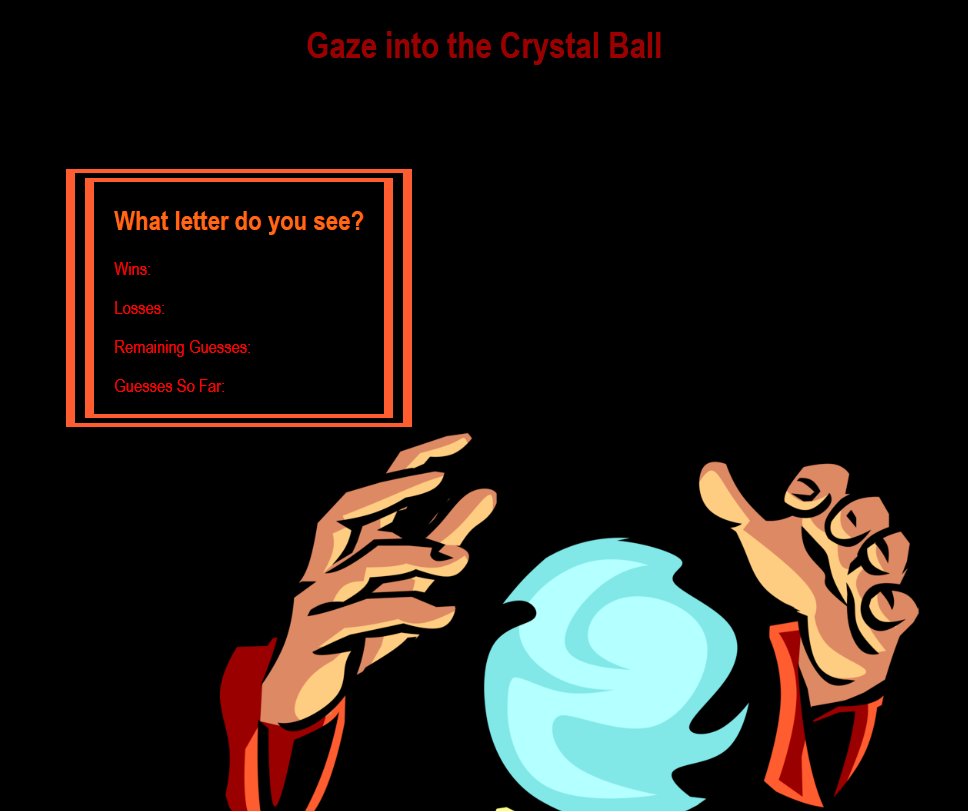 Gaze into the Crystal Ball
What letter do you see?
Wins:
Losses:
Remaining Guesses:
Guesses So Far: